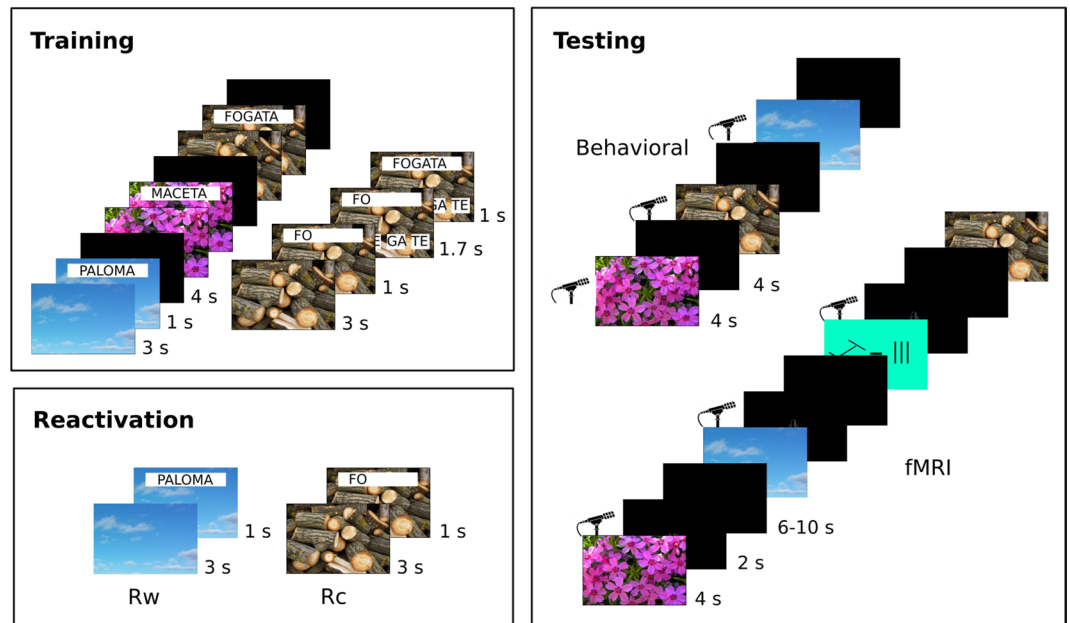 Training
FOGATA
MACETA
PALOMA
4 s
1 s
3 s
FOGATA
GA TE
1 s
FO
E GA TE
1.7 s
FO
1 s
3 s
Reactivation
PALOMA
1 s
3 s
Rw
FO
1 s
3 s
Rc
Testing
Behavioral
4 s
4 s
fMRI
6-10 s
2 s
4 s